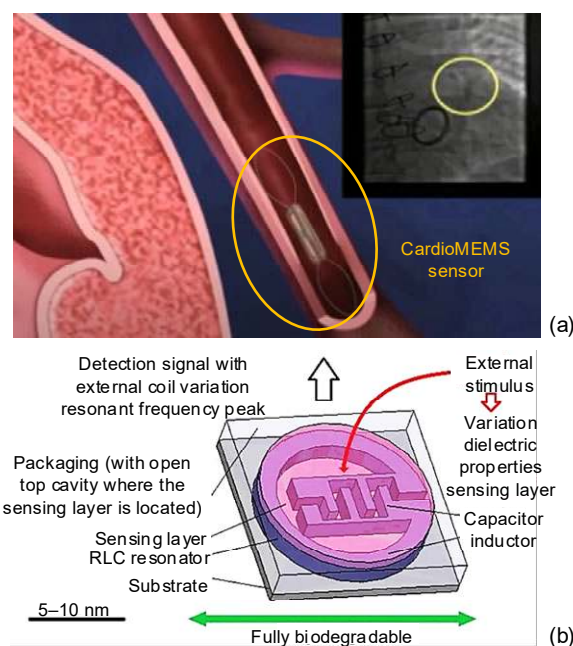 CardioMEMS
sensor
(a)
Detection signal with
external coil variation
resonant frequency peak
External
stimulus
Variation
dielectric
properties
sensing layer
Packaging (with open
top cavity where the
sensing layer is located)
Sensing layer
RLC resonator
Substrate
Capacitor
inductor
5–10 nm
Fully biodegradable
(b)